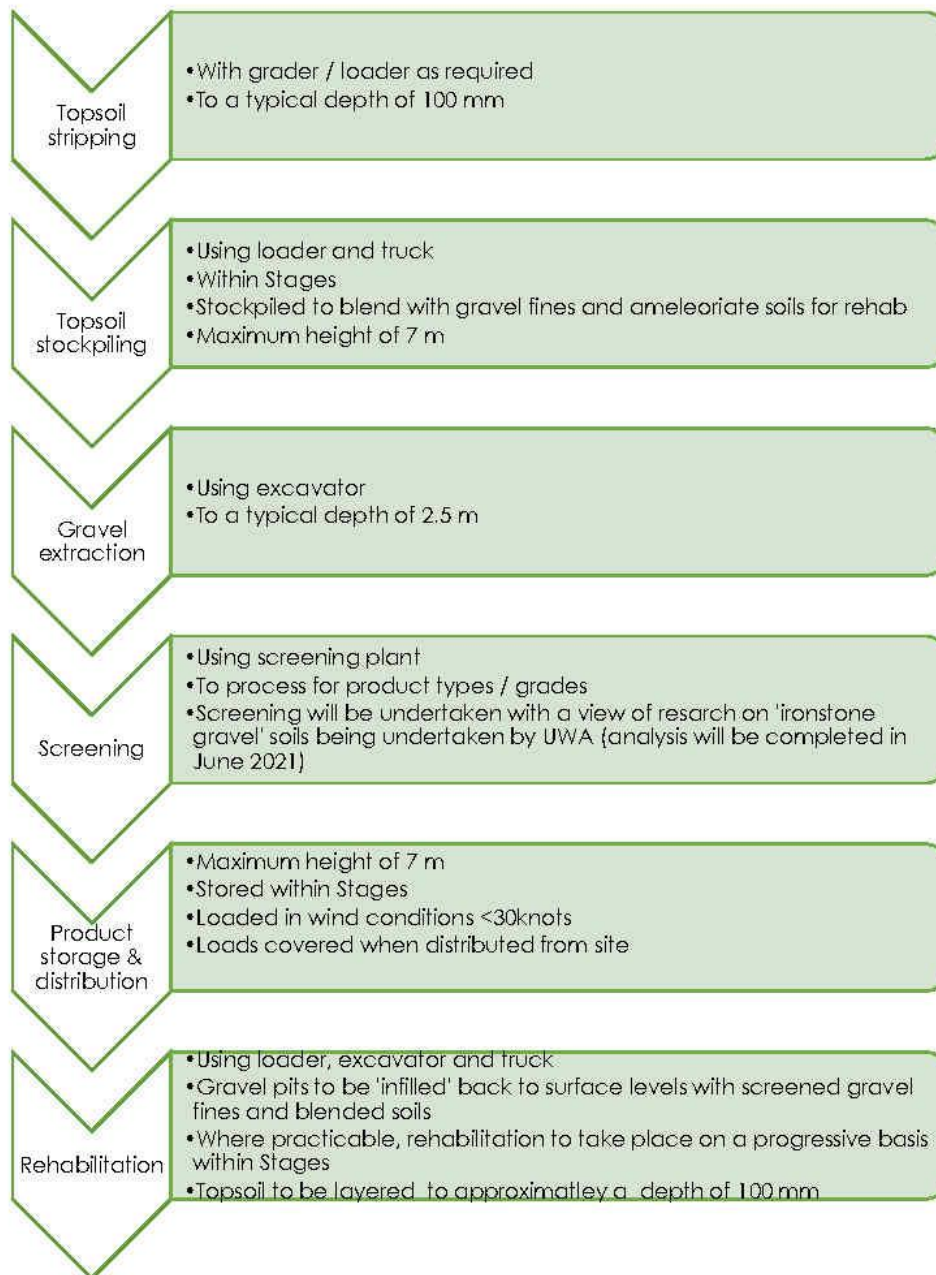 Topsoil
stripping
•With grader / loader as required
•To a typical depth of 100 mm
Topsoil
stockpiling
•Using loader and truck
•Within Stages
•Stockpiled to blend with gravel fines and ameleoriate soils for rehab
•Maximum height of 7 m
Gravel
extraction
•Using excavator
•To a typical depth of 2.5 m
Screening
•Using screening plant
•To process for product types / grades
•Screening will be undertaken with a view of resarch on 'ironstone
gravel' soils being undertaken by UWA (analysis will be completed in
June 2021)
Product
storage &
distribution
•Maximum height of 7 m
•Stored within Stages
•Loaded in wind conditions <30knots
•Loads covered when distributed from site
Rehabilitation
•Using loader, excavator and truck
•Gravel pits to be 'infilled' back to surface levels with screened gravel
fines and blended soils
•Where practicable, rehabilitation to take place on a progressive basis
within Stages
•Topsoil to be layered to approximatley a depth of 100 mm